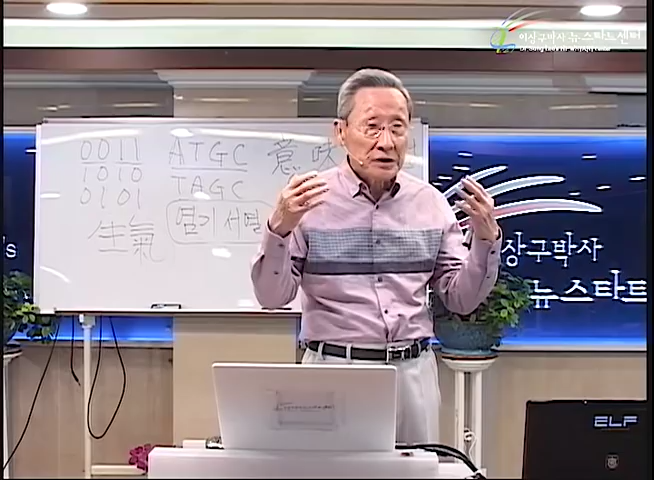 이상구박사 뉴스타트센터
0011 ATGC 意味
1010 TAGC
0101 염기 서열
生氣
상구박사
뉴스타트
ELF